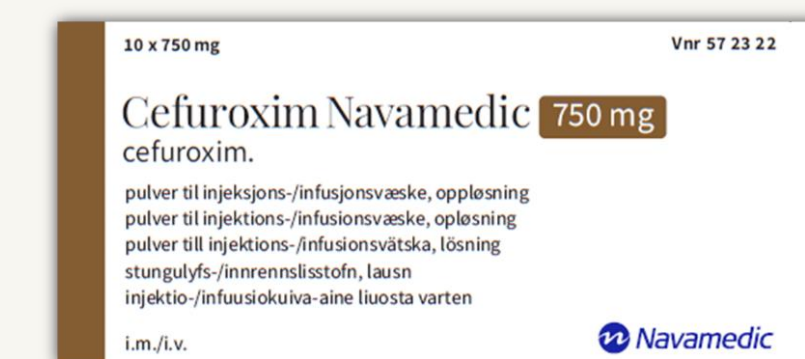 10 x 750 mg
Vnr 57 23 22
Cefuroxim Navamedic 750 mg
cefuroxim.
pulver til injeksjons-/infusjonsvæske, oppløsning
pulver til injektions-/infusionsvæske, opløsning
pulver till injektions-/infusionsvätska, lösning
stungulyfs-/innrennslisstofn, lausn
injektio-/infuusiokuiva-aine liuosta varten
i.m./i.v.
Navamedic